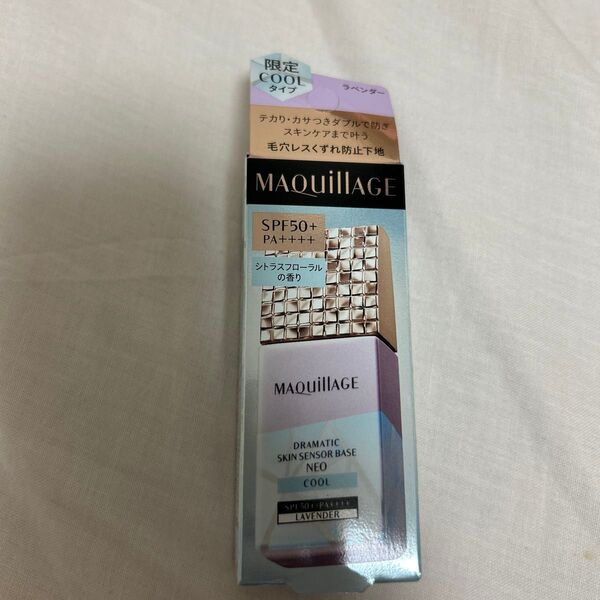 限定
COOL
タイプ
ラベンダー
テカリ・カサつきダブルで防ぎ
スキンケアまで叶う
毛穴レスくずれ防止下地
MAQuillAGE
SPF50+
PA++++
シトラスフローラル
の香り
MAQuillAGE
DRAMATIC
SKIN SENSOR BASE
NEO
COOL
SPF50+・PA++++
LAVENDER